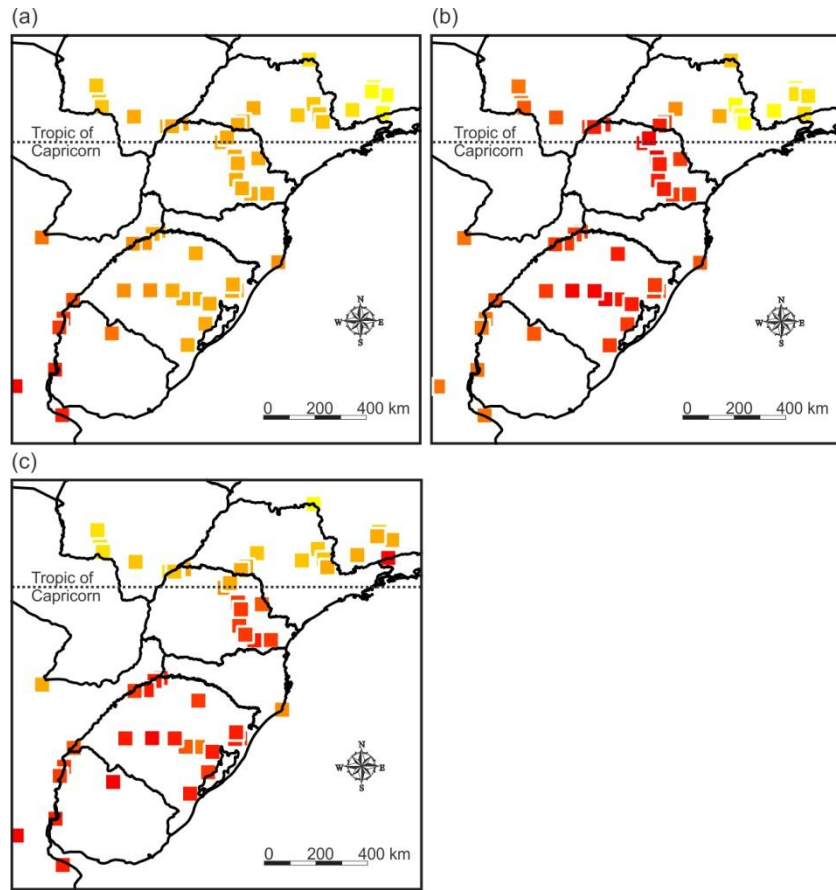 (a)
Tropic of
Capricorn
N
W E
S
0 200 400 km
(b)
Tropic of
Capricorn
N
W E
S
0 200 400 km
(c)
Tropic of
Capricorn
N
W E
S
0 200 400 km